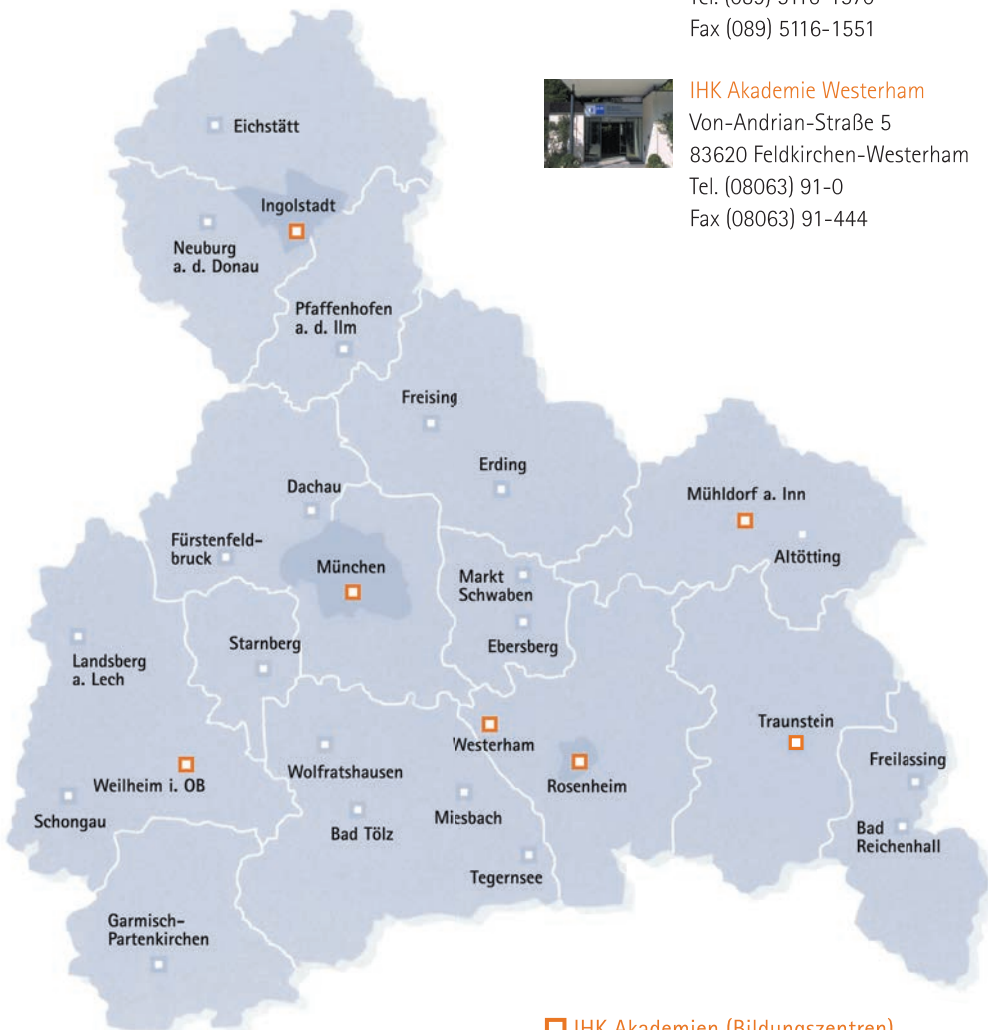 Fax (089) 5116-1551
IHK Akademie Westerham
Von-Andrian-Straße 5
83620 Feldkirchen-Westerham
Tel. (08063) 91-0
Fax (08063) 91-444
Eichstätt
Ingolstadt
Neuburg
a. d. Donau
Pfaffenhofen
a. d. Ilm
Freising
Erding
Dachau
Mühldorf a. Inn
Fürstenfeld-
bruck
München
Altötting
Markt
Schwaben
Starnberg
Ebersberg
Landsberg
a. Lech
Traunstein
Westerham
Freilassing
Wolfratshausen
Weilheim i. OB
Rosenheim
Schongau
Bad Tölz
Miesbach
Bad
Reichenhall
Tegernsee
Garmisch-
Partenkirchen
IHK Akademien (Bildungszentren)